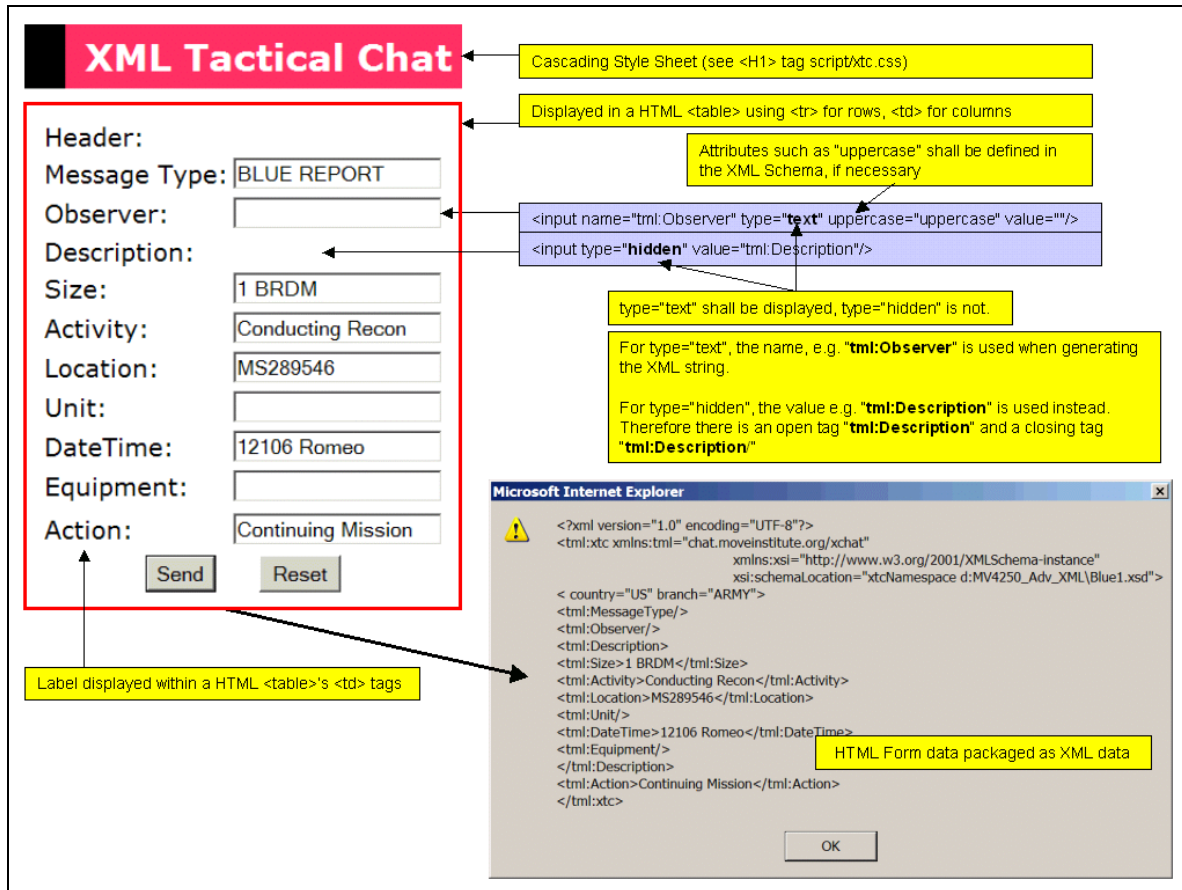 XML Tactical Chat
Cascading Style Sheet (see <H1> tag script/xtc.css)
Displayed in a HTML <table> using <tr> for rows, <td> for columns
Attributes such as "uppercase" shall be defined in
the XML Schema, if necessary
Header:
Message Type: BLUE REPORT
Observer:
Description:
Size: 1 BRDM
Activity: Conducting Recon
Location: MS289546
Unit:
DateTime: 12106 Romeo
Equipment:
Action: Continuing Mission
Send Reset
<input name="tml:Observer" type="text" uppercase="uppercase" value=""/>
<input type="hidden" value="tml:Description"/>
type="text" shall be displayed, type="hidden" is not.
For type="text", the name, e.g. "tml:Observer" is used when generating
the XML string.
For type="hidden", the value e.g. "tml:Description" is used instead.
Therefore there is an open tag "tml:Description" and a closing tag
"tml:Description/"
Label displayed within a HTML <table>'s <td> tags
Microsoft Internet Explorer
<?xml version="1.0" encoding="UTF-8"?>
<tml:xtc xmlns:tml="chat.moveinstitute.org/xchat"
xmlns:xsi="http://www.w3.org/2001/XMLSchema-instance"
xsi:schemaLocation="xtcNamespace d:MV4250_Adv_XML\Blue1.xsd">
< country="US" branch="ARMY">
<tml:MessageType/>
<tml:Observer/>
<tml:Description>
<tml:Size>1 BRDM</tml:Size>
<tml:Activity>Conducting Recon</tml:Activity>
<tml:Location>MS289546</tml:Location>
<tml:Unit/>
<tml:DateTime>12106 Romeo</tml:DateTime>
<tml:Equipment/>
</tml:Description>
<tml:Action>Continuing Mission</tml:Action>
</tml:xtc>
HTML Form data packaged as XML data
OK